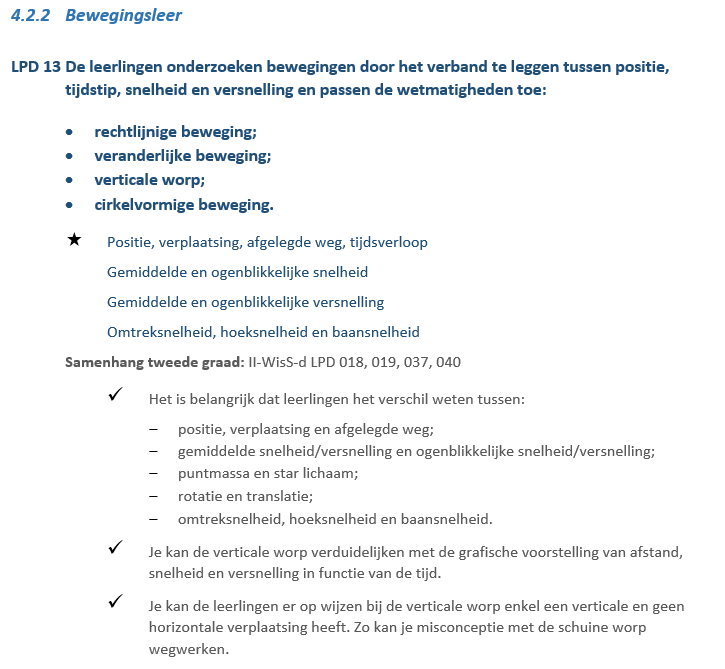 4.2.2 Bewegingsleer
LPD 13 De leerlingen onderzoeken bewegingen door het verband te leggen tussen positie,
tijdstip, snelheid en versnelling en passen de wetmatigheden toe:
• rechtlijnige beweging;
• veranderlijke beweging;
• verticale worp;
• cirkelvormige beweging.
★ Positie, verplaatsing, afgelegde weg, tijdsverloop
Gemiddelde en ogenblikkelijke snelheid
Gemiddelde en ogenblikkelijke versnelling
Omtreksnelheid, hoeksnelheid en baansnelheid
Samenhang tweede graad: II-WisS-d LPD 018, 019, 037, 040
✓ Het is belangrijk dat leerlingen het verschil weten tussen:
− positie, verplaatsing en afgelegde weg;
− gemiddelde snelheid/versnelling en ogenblikkelijke snelheid/versnelling;
− puntmassa en star lichaam;
− rotatie en translatie;
− omtreksnelheid, hoeksnelheid en baansnelheid.
✓ Je kan de verticale worp verduidelijken met de grafische voorstelling van afstand,
snelheid en versnelling in functie van de tijd.
✓ Je kan de leerlingen er op wijzen bij de verticale worp enkel een verticale en geen
horizontale verplaatsing heeft. Zo kan je misconceptie met de schuine worp
wegwerken.